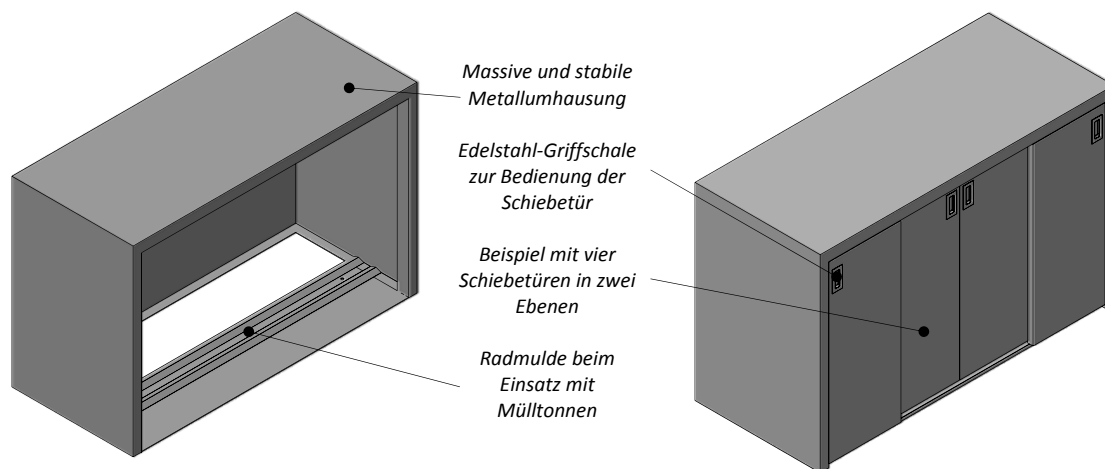 Massive und stabile
Metallumhausung
Edelstahl-Griffschale
zur Bedienung der
Schiebetür
Beispiel mit vier
Schiebetüren in zwei
Ebenen
Radmulde beim
Einsatz mit
Mülltonnen